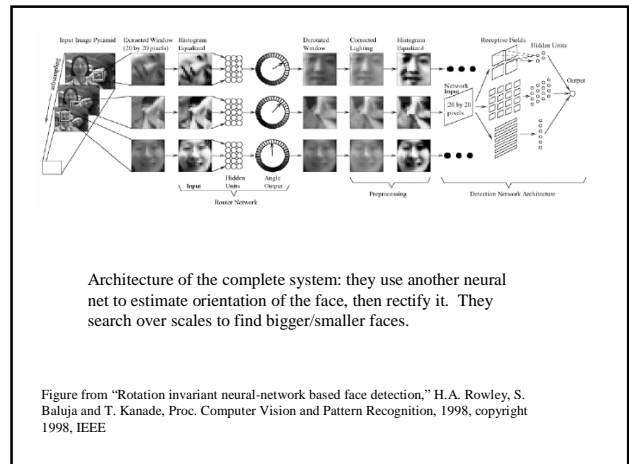 Input Image Pyramid
Extracted Window
(20 by 20 pixels)
Histogram
Equalized
Derotated
Window
Corrected
Lighting
Histogram
Equalized
Receptive Fields
Hidden Units
subsampling
Network
Input
Output
20 by 20
pixels
Input
Hidden
Units
Angle
Output
Router Network
Preprocessing
Detection Network Architecture
Architecture of the complete system: they use another neural
net to estimate orientation of the face, then rectify it. They
search over scales to find bigger/smaller faces.
Figure from “Rotation invariant neural-network based face detection,” H.A. Rowley, S.
Baluja and T. Kanade, Proc. Computer Vision and Pattern Recognition, 1998, copyright
1998, IEEE